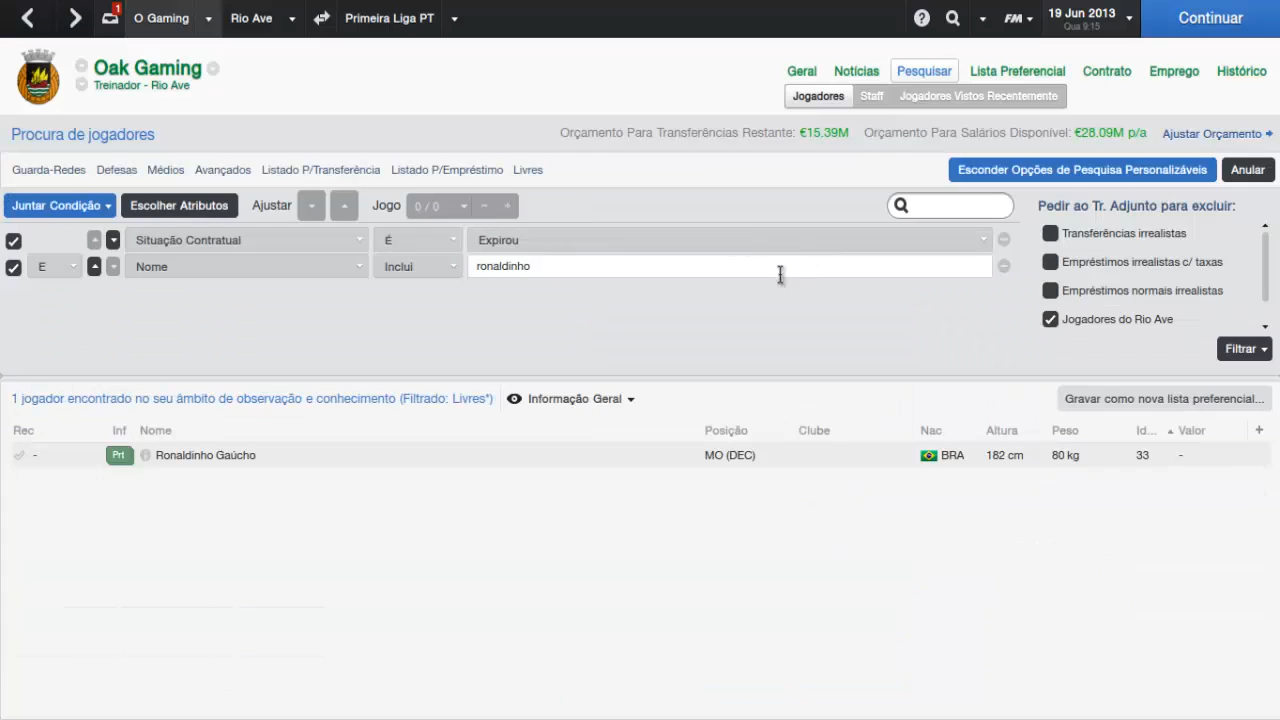 1
O Gaming
Rio Ave
Primeira Liga PT
?
FM
19 Jun 2013
Qua 9:15
Continuar
Oak Gaming
Treinador - Rio Ave
Geral Notícias Pesquisar Lista Preferencial Contrato Emprego Histórico
Jogadores Staff Jogadores Vistos Recentemente
Procura de jogadores
Orçamento Para Transferências Restante: €15.39M Orçamento Para Salários Disponível: €28.09M p/a Ajustar Orçamento
Guarda-Redes Defesas Médios Avançados Listado P/Transferência Listado P/Empréstimo Livres
Esconder Opções de Pesquisa Personalizáveis Anular
Juntar Condição Escolher Atributos Ajustar Jogo 0 / 0 - +
Pedir ao Tr. Adjunto para excluir:
Situação Contratual É Expirou
E Nome Inclui ronaldinho
Transferências irrealistas
Empréstimos irrealistas c/ taxas
Empréstimos normais irrealistas
Jogadores do Rio Ave
Filtrar
1 jogador encontrado no seu âmbito de observação e conhecimento (Filtrado: Livres*) Informação Geral Gravar como nova lista preferencial...
Rec Inf Nome Posição Clube Nac Altura Peso Id... Valor +
- Prt Ronaldinho Gaúcho MO (DEC) BRA 182 cm 80 kg 33 -